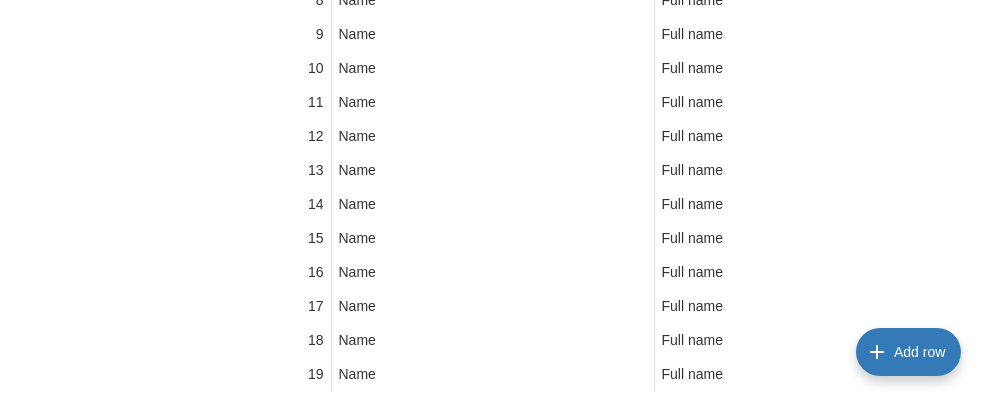 8 Name Full name
9 Name Full name
10 Name Full name
11 Name Full name
12 Name Full name
13 Name Full name
14 Name Full name
15 Name Full name
16 Name Full name
17 Name Full name
18 Name Full name
Add row
19 Name Full name